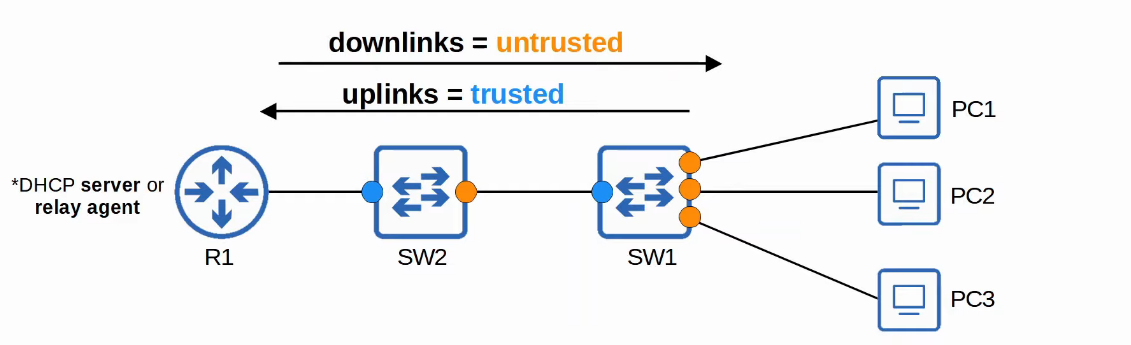 downlinks = untrusted
uplinks = trusted
*DHCP server or
relay agent
R1
SW2
SW1
PC1
PC2
PC3